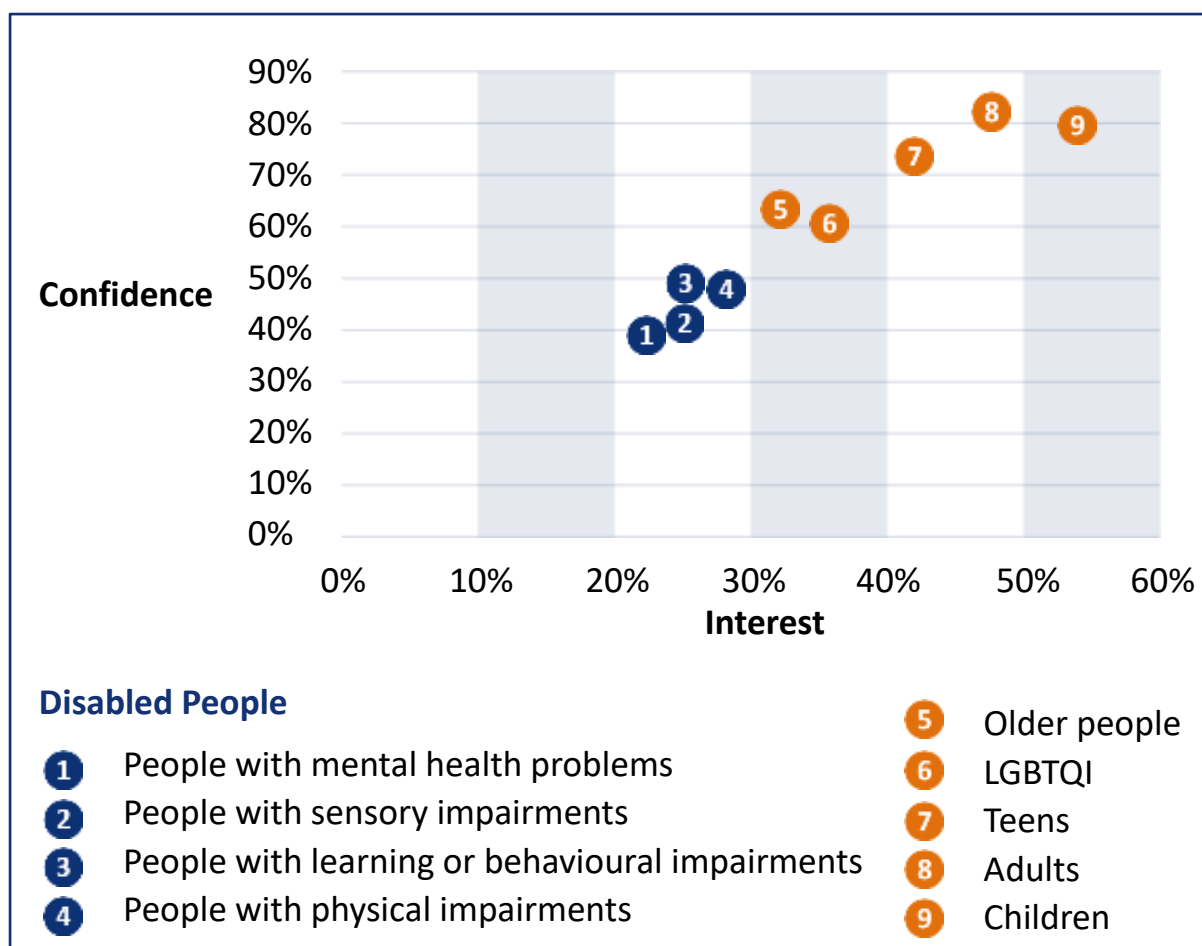 90%
80%
70%
60%
50%
40%
30%
20%
10%
0%
Confidence
1
2
3
4
5
6
7
8
9
0%
10%
20%
30%
40%
50%
60%
Interest
Disabled People
1 People with mental health problems
2 People with sensory impairments
3 People with learning or behavioural impairments
4 People with physical impairments
5 Older people
6 LGBTQI
7 Teens
8 Adults
9 Children